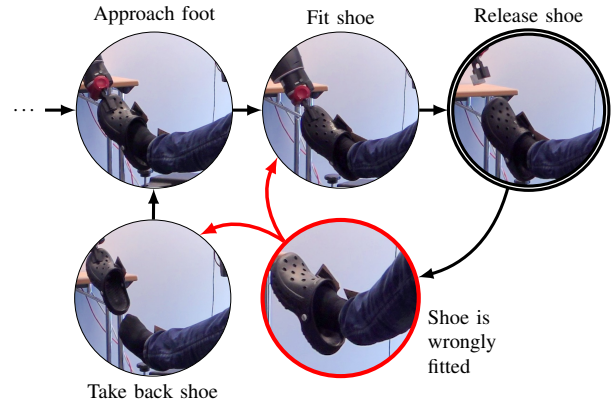 Approach foot
Fit shoe
Release shoe
...
Shoe is
wrongly
fitted
Take back shoe